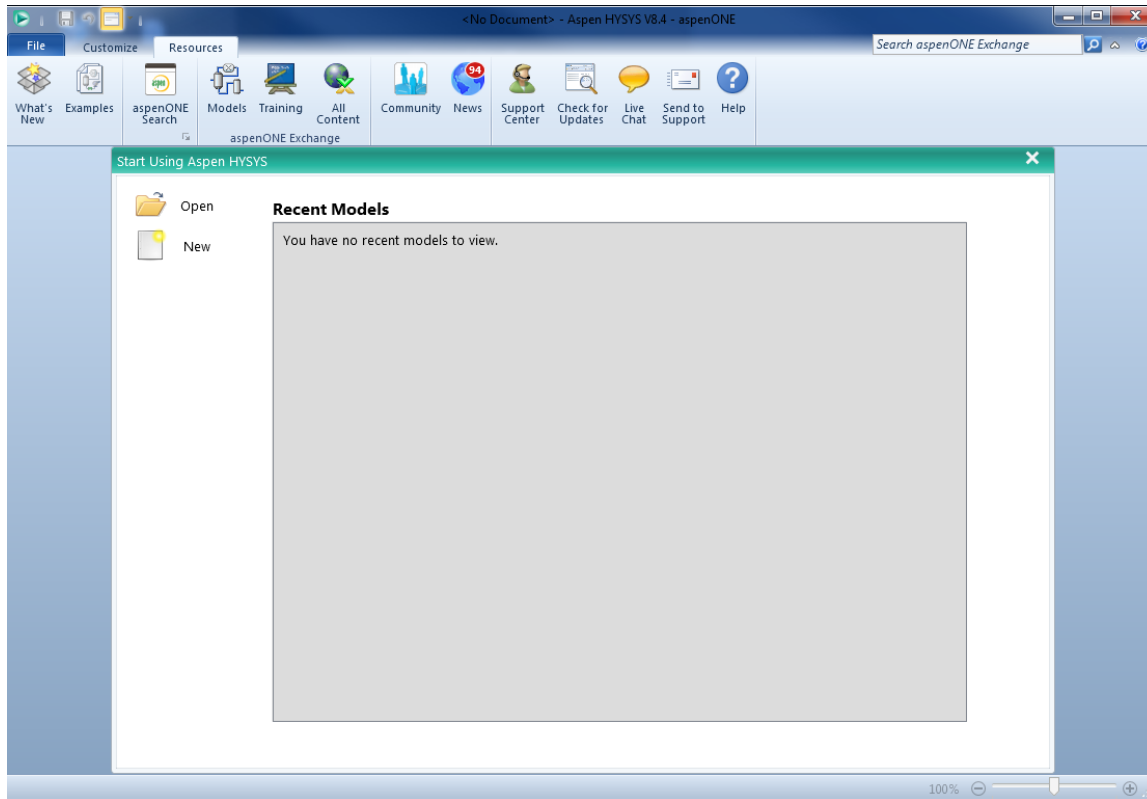 <No Document> - Aspen HYSYS V8.4 - aspenONE
File Customize Resources Search aspenONE Exchange
What's New Examples aspenONE Search Models Training All Content Community News 94 Support Center Check for Updates Live Chat Send to Support Help
aspenONE Exchange
Start Using Aspen HYSYS
Open
Recent Models
New
You have no recent models to view.
100%